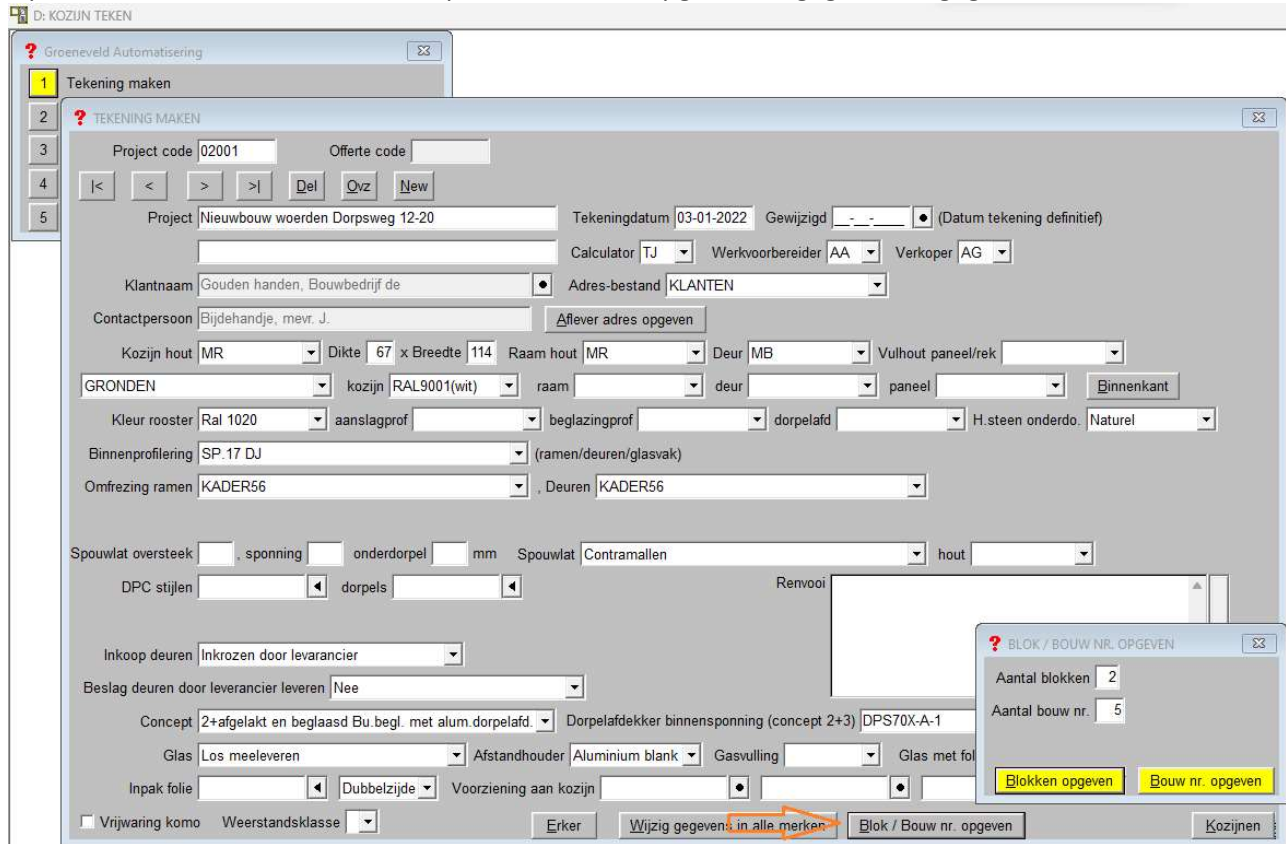 D: KOZIJN TEKEN
? Groeneveld Automatisering
1 Tekening maken
2
3
4
5
? TEKENING MAKEN
Project code 02001 Offerte code
|< < > >| Del Ovz New
Project Nieuwbouw woerden Dorpsweg 12-20 Tekeningdatum 03-01-2022 Gewijzigd _-_-____ (Datum tekening definitief)
Calculator TJ Werkvoorbereider AA Verkoper AG
Klantnaam Gouden handen, Bouwbedrijf de Adres-bestand KLANTEN
Contactpersoon Bijdehandje, mevr. J. Aflever adres opgeven
Kozijn hout MR Dikte 67 x Breedte 114 Raam hout MR Deur MB Vulhout paneel/rek
GRONDEN kozijn RAL9001(wit) raam deur paneel Binnenkant
Kleur rooster Ral 1020 aanslagprof beglazingprof dorpelafd H.steen onderdo. Naturel
Binnenprofilering SP.17 DJ (ramen/deuren/glasvak)
Omfrezing ramen KADER56 , Deuren KADER56
Spouwlat oversteek , sponning onderdorpel mm Spouwlat Contramallen hout
DPC stijlen dorpels Renvooi
Inkoop deuren Inkrozen door levarancier
Beslag deuren door leverancier leveren Nee
Concept 2+afgelakt en beglaasd Bu.begl. met alum.dorpelafd. Dorpelafdekker binnensponning (concept 2+3) DPS70X-A-1
Glas Los meeleveren Afstandhouder Aluminium blank Gasvulling Glas met fol
Inpak folie Dubbelzijde Voorziening aan kozijn
Vrijwaring komo Weerstandsklasse Erker Wijzig gegevens in alle merken Blok / Bouw nr. opgeven Kozijnen
? BLOK / BOUW NR. OPGEVEN
Aantal blokken 2
Aantal bouw nr. 5
Blokken opgeven Bouw nr. opgeven